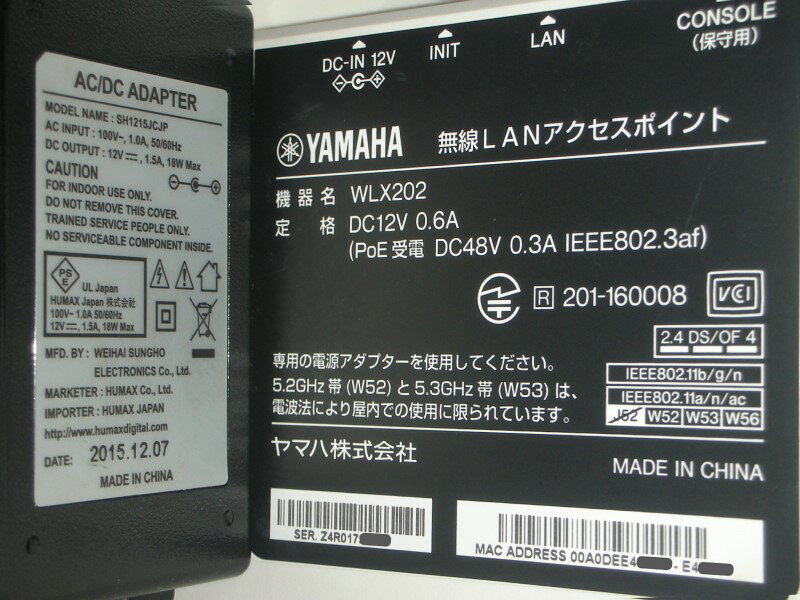 AC/DC ADAPTER
MODEL NAME : SH1215JCJP
AC INPUT : 100V~, 1.0A, 50/60Hz
DC OUTPUT : 12V⎓, 1.5A, 18W Max
CAUTION
FOR INDOOR USE ONLY.
DO NOT REMOVE THIS COVER.
TRAINED SERVICE PEOPLE ONLY.
NO SERVICEABLE COMPONENT INSIDE.
PS
E
UL Japan
HUMAX Japan 株式会社
100V~ 1.0A 50/60Hz
12V⎓, 1.5A, 18W Max
MFD. BY : WEIHAI SUNGHO
ELECTRONICS CO., LTD.
MARKETER : HUMAX Co., Ltd.
IMPORTER : HUMAX JAPAN
http://www.humaxdigital.com
DATE: 2015.12.07
MADE IN CHINA
DC-IN 12V
INIT
LAN
CONSOLE
(保守用)
YAMAHA 無線LANアクセスポイント
機器名 WLX202
定格 DC12V 0.6A
(PoE受電 DC48V 0.3A IEEE802.3af)
R 201-160008
VCI
2.4 DS/OF 4
IEEE802.11b/g/n
IEEE802.11a/n/ac
J52 W52 W53 W56
専用の電源アダプターを使用してください。
5.2GHz帯(W52)と5.3GHz帯(W53)は、
電波法により屋内での使用に限られています。
ヤマハ株式会社
MADE IN CHINA
SER. Z4R017
MAC ADDRESS 00A0DEE4 - E4